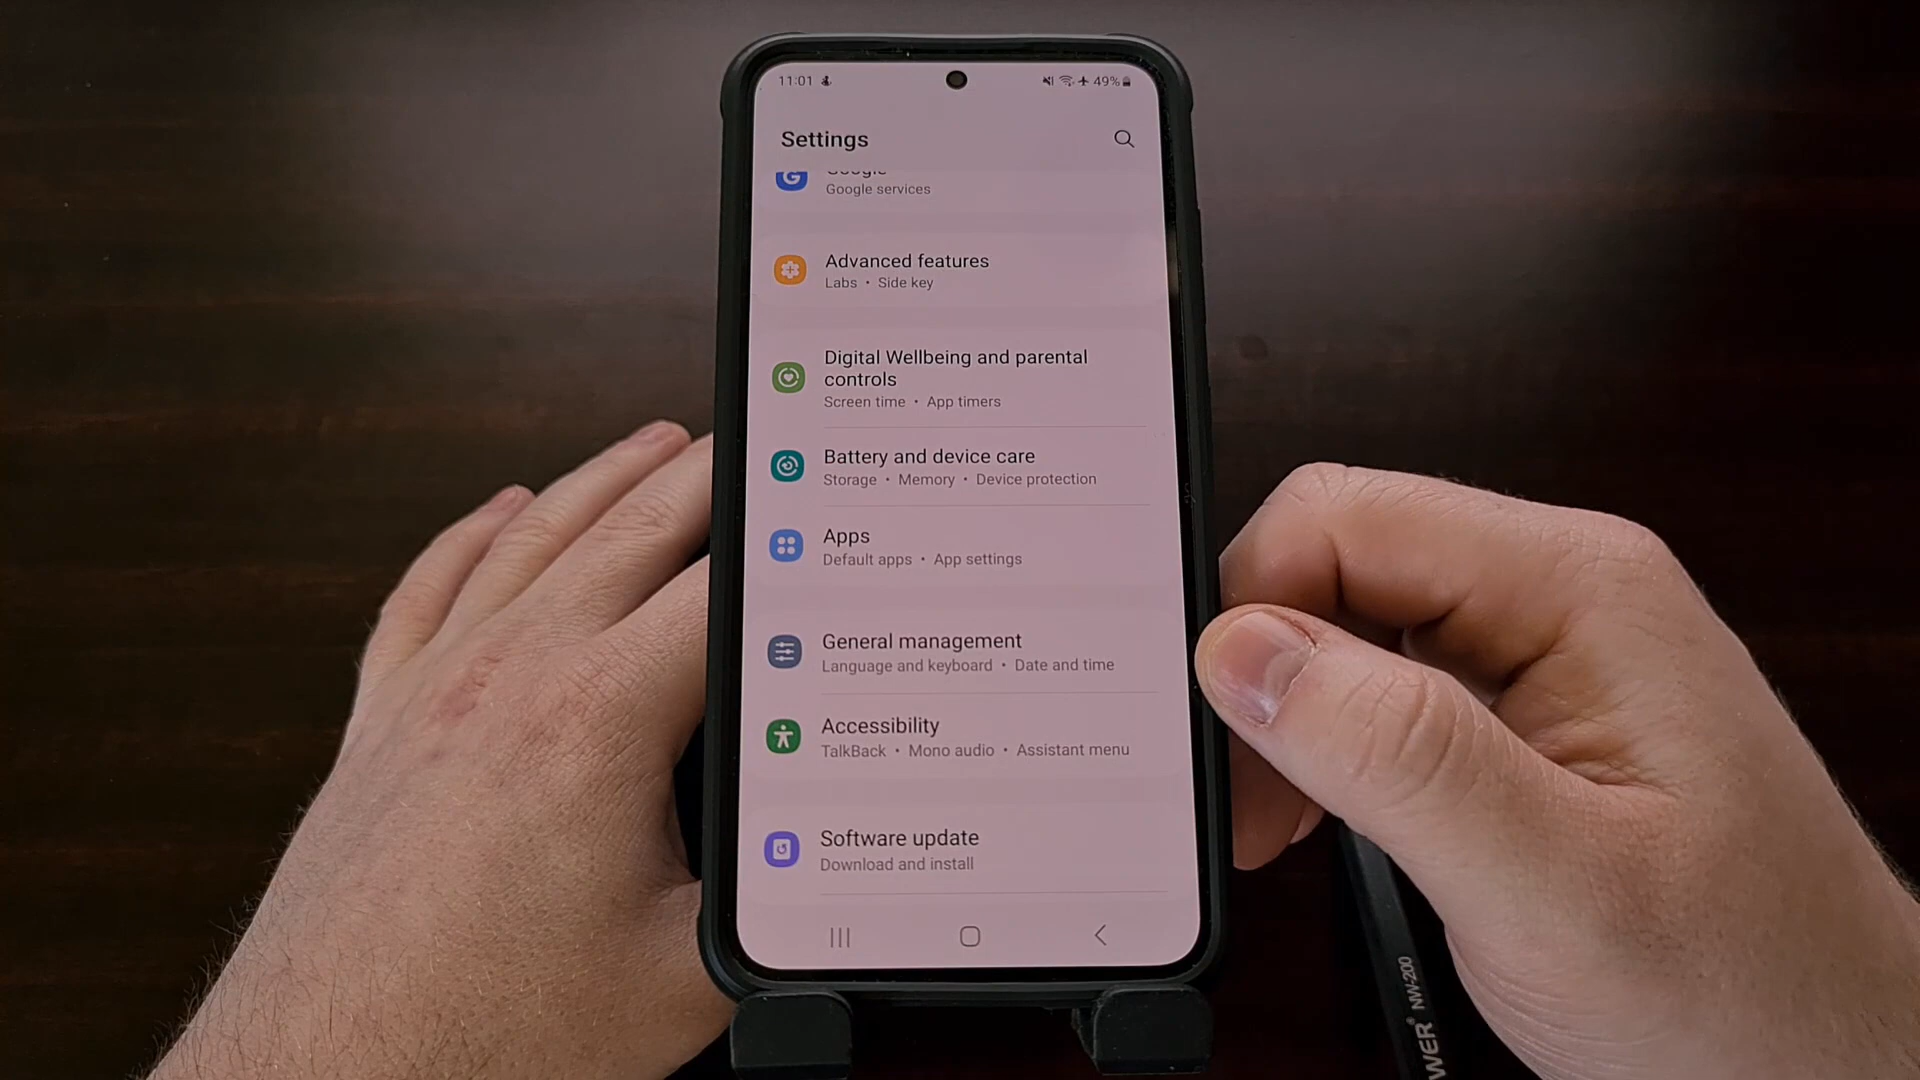 11:01
49%
Settings
Google
Google services
Advanced features
Labs • Side key
Digital Wellbeing and parental
controls
Screen time • App timers
Battery and device care
Storage • Memory • Device protection
Apps
Default apps • App settings
General management
Language and keyboard • Date and time
Accessibility
TalkBack • Mono audio • Assistant menu
Software update
Download and install
WER® NW-200